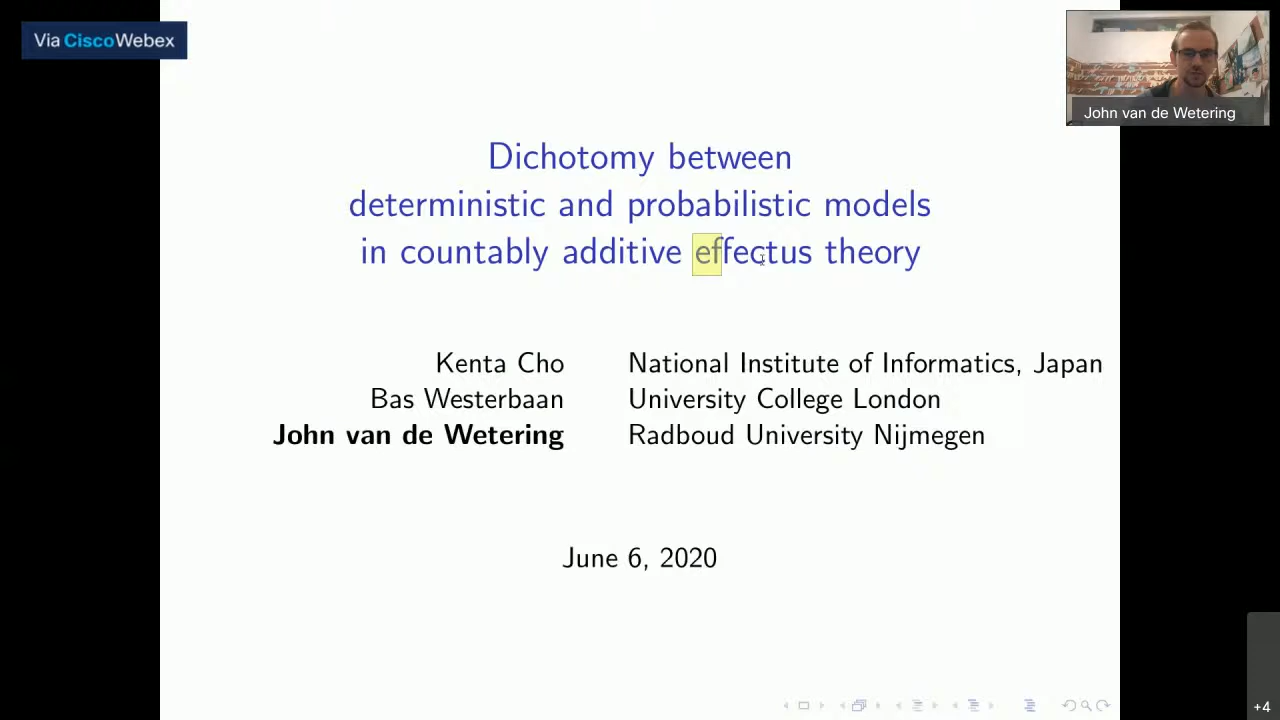 Via CiscoWebex
John van de Wetering
Dichotomy between
deterministic and probabilistic models
in countably additive effectus theory
Kenta Cho National Institute of Informatics, Japan
Bas Westerbaan University College London
John van de Wetering Radboud University Nijmegen
June 6, 2020
+4